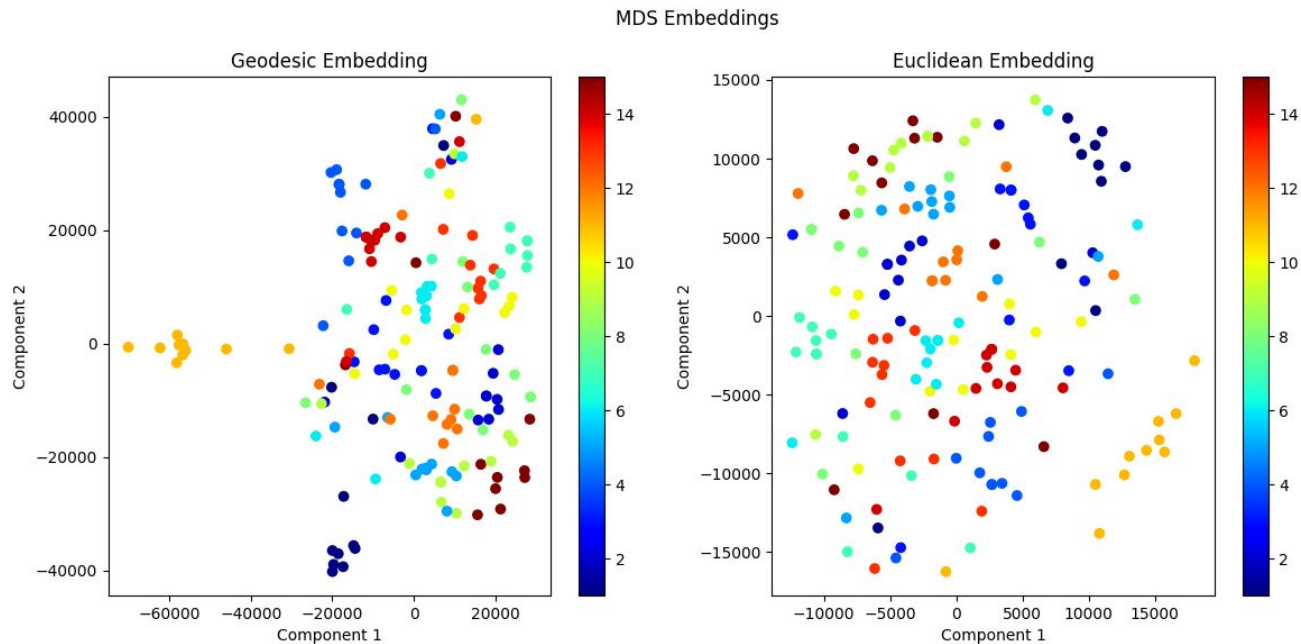 MDS Embeddings
Geodesic Embedding
40000
20000
0
−20000
−40000
Component 2
−60000 −40000 −20000 0 20000
Component 1
14
12
10
8
6
4
2
Euclidean Embedding
15000
10000
5000
0
−5000
−10000
−15000
Component 2
−10000 −5000 0 5000 10000 15000
Component 1
14
12
10
8
6
4
2